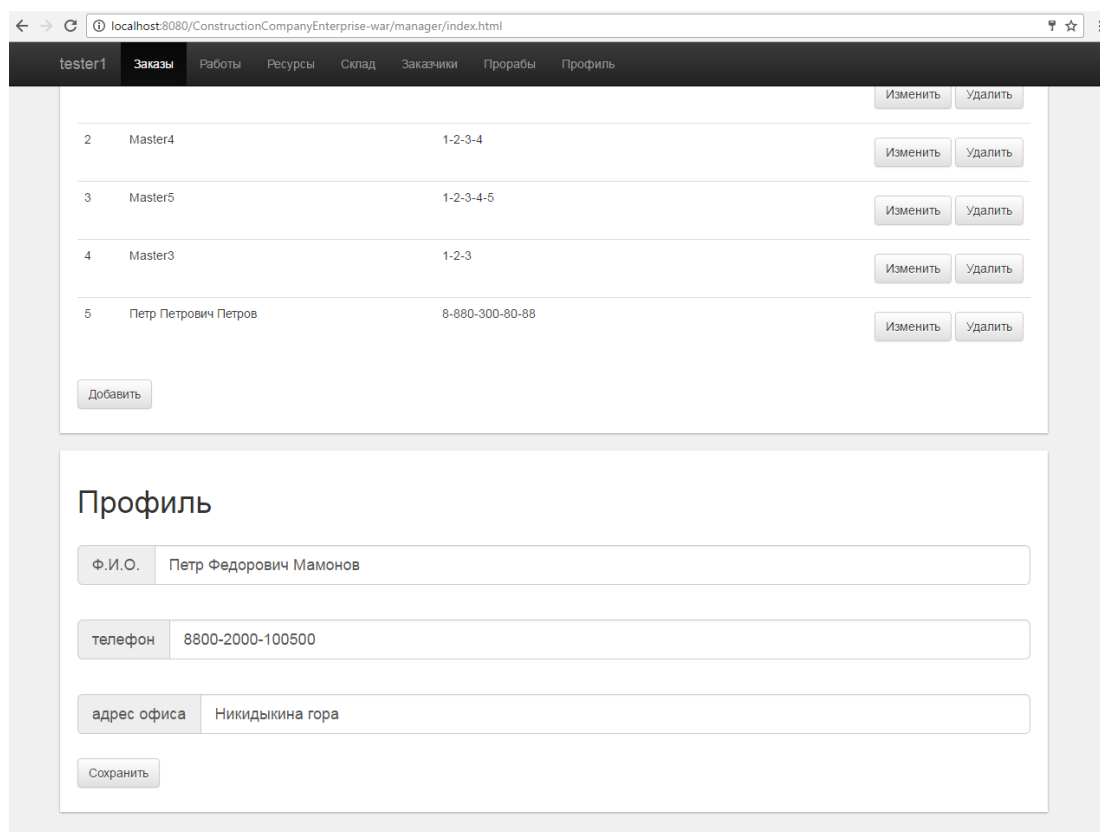 localhost:8080/ConstructionCompanyEnterprise-war/manager/index.html
tester1 Заказы Работы Ресурсы Склад Заказчики Прорабы Профиль
Изменить Удалить
2 Master4 1-2-3-4 Изменить Удалить
3 Master5 1-2-3-4-5 Изменить Удалить
4 Master3 1-2-3 Изменить Удалить
5 Петр Петрович Петров 8-880-300-80-88 Изменить Удалить
Добавить
Профиль
Ф.И.О. Петр Федорович Мамонов
телефон 8800-2000-100500
адрес офиса Никидыкина гора
Сохранить